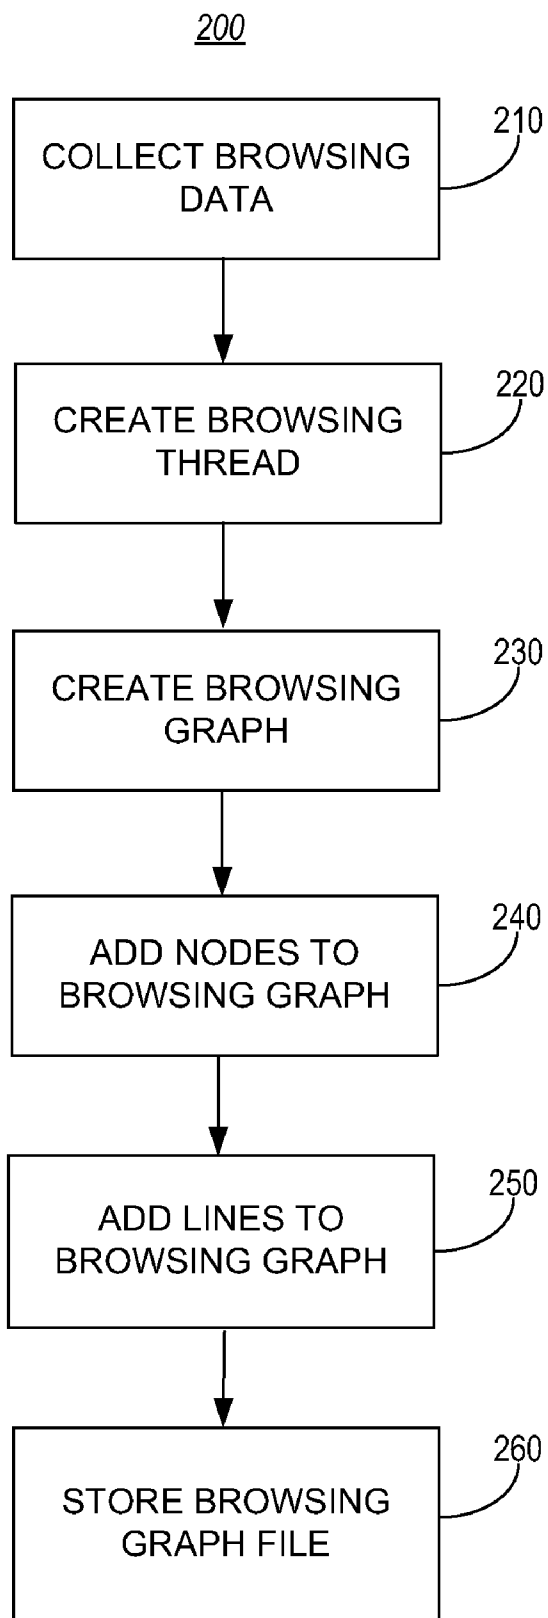 200
210
COLLECT BROWSING
DATA
220
CREATE BROWSING
THREAD
230
CREATE BROWSING
GRAPH
240
ADD NODES TO
BROWSING GRAPH
250
ADD LINES TO
BROWSING GRAPH
260
STORE BROWSING
GRAPH FILE